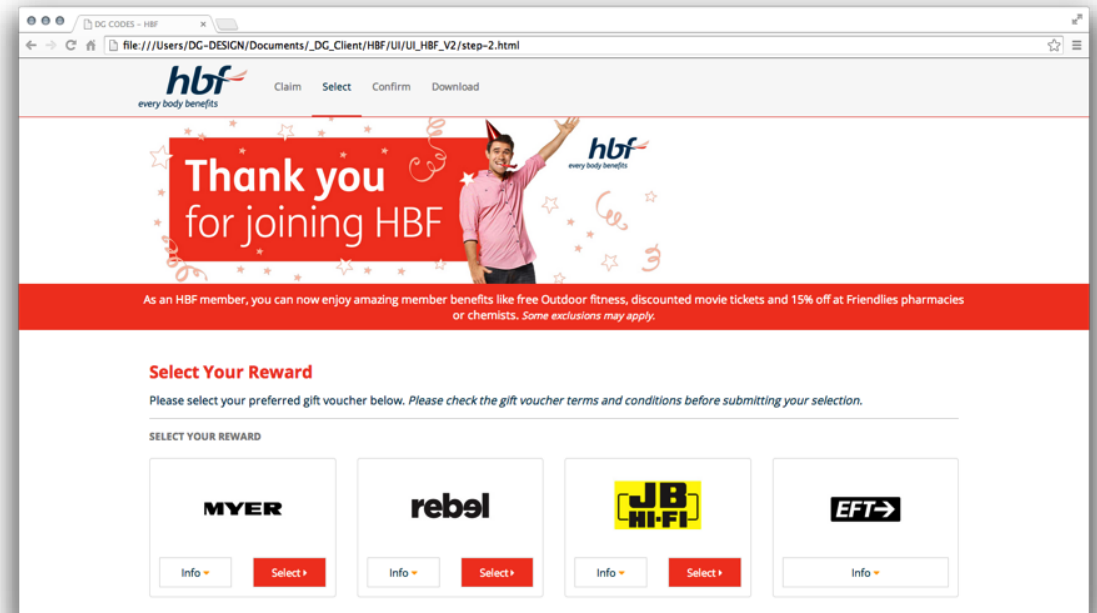 DG CODES – HBF
file:///Users/DG-DESIGN/Documents/_DG_Client/HBF/UI/UI_HBF_V2/step-2.html
hbf
every body benefits
Claim Select Confirm Download
Thank you
for joining HBF
hbf
every body benefits
As an HBF member, you can now enjoy amazing member benefits like free Outdoor fitness, discounted movie tickets and 15% off at Friendlies pharmacies
or chemists. Some exclusions may apply.
Select Your Reward
Please select your preferred gift voucher below. Please check the gift voucher terms and conditions before submitting your selection.
SELECT YOUR REWARD
MYER
rebel
JB
HI-FI
EFT
Info Select Info Select Info Select Info